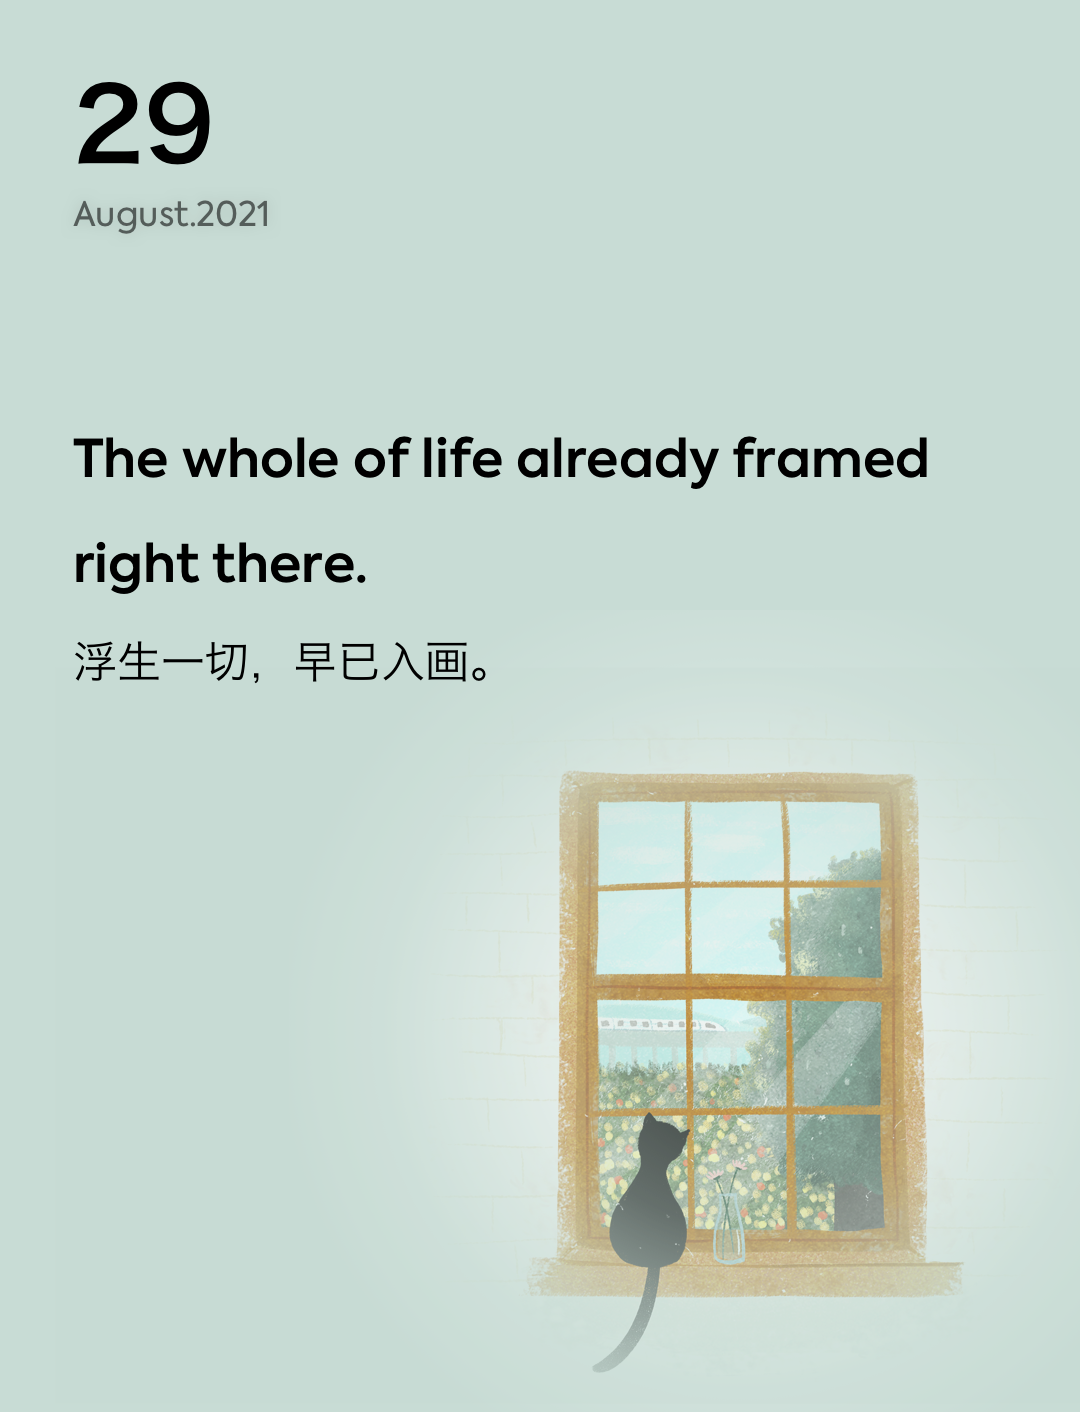 29
August.2021
The whole of life already framed
right there.
浮生一切，早已入画。